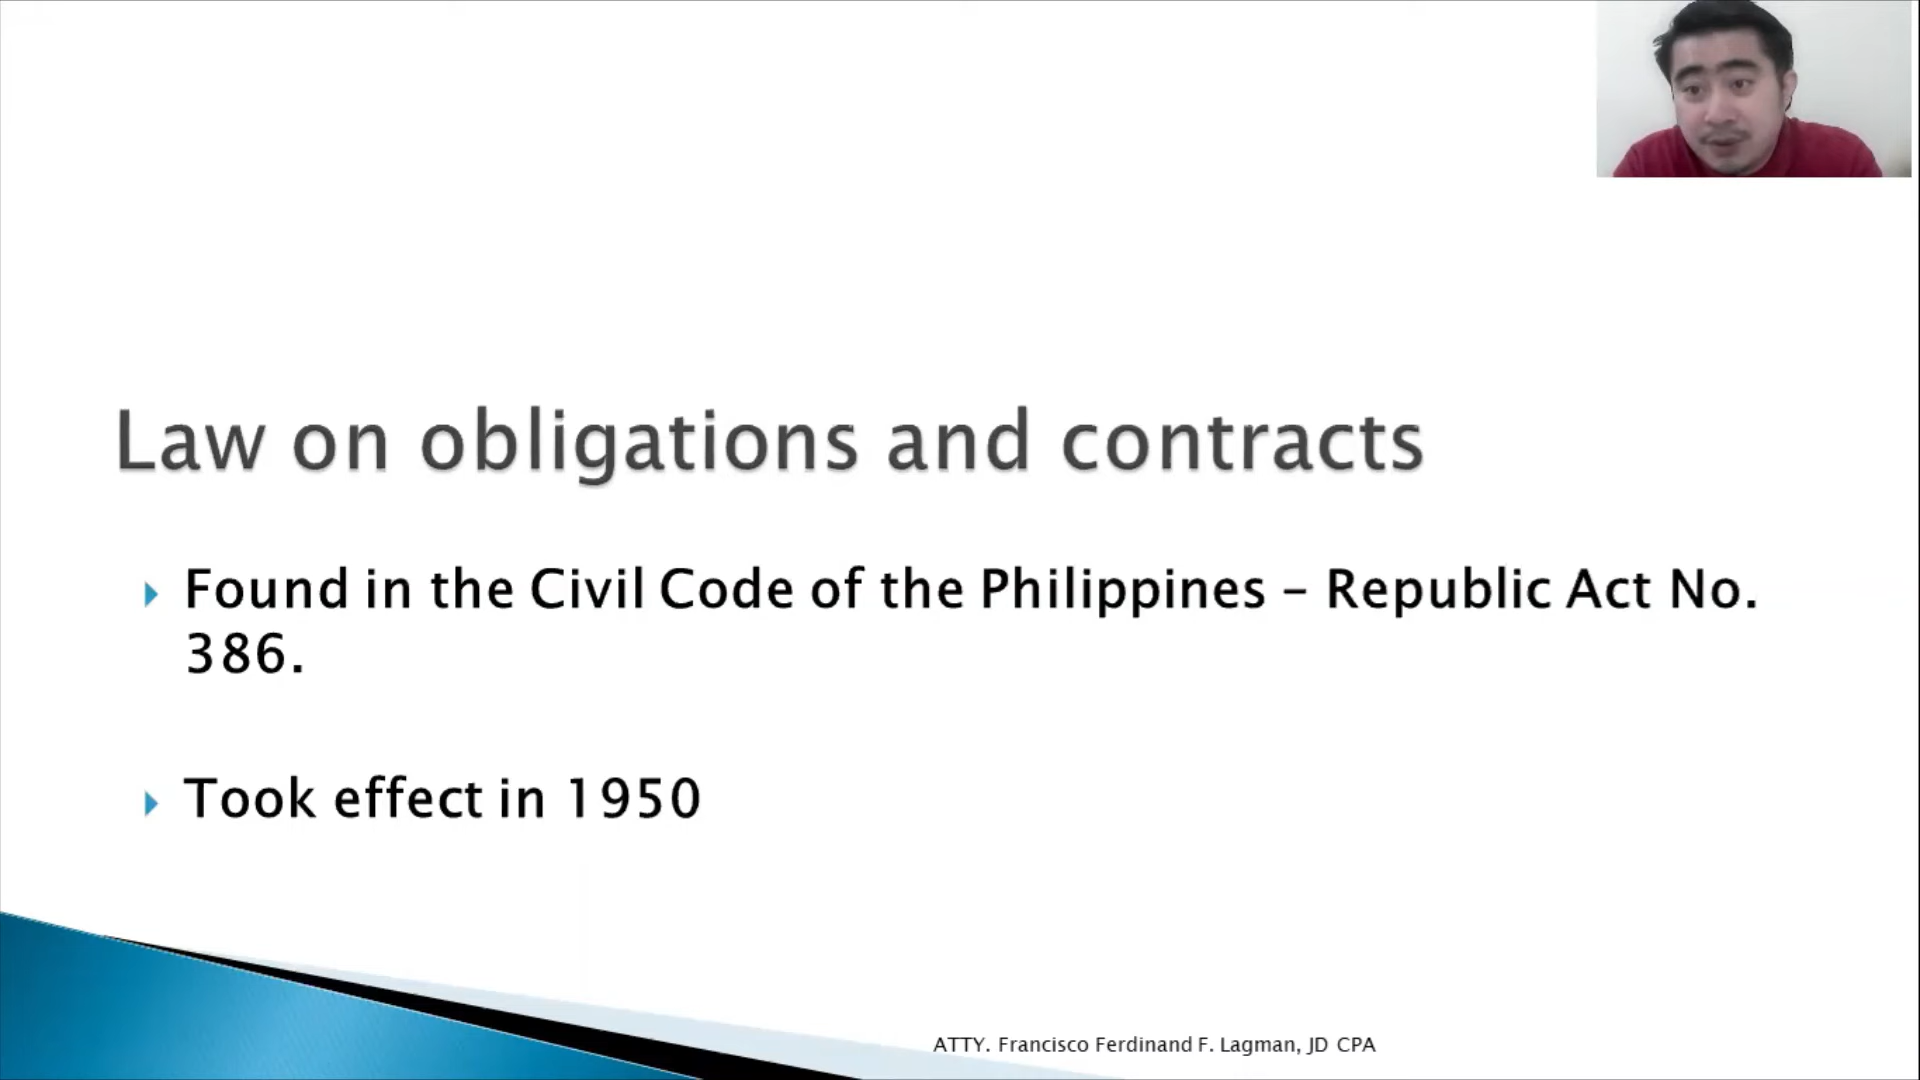 Law on obligations and contracts
Found in the Civil Code of the Philippines – Republic Act No.
386.
Took effect in 1950
ATTY. Francisco Ferdinand F. Lagman, JD CPA